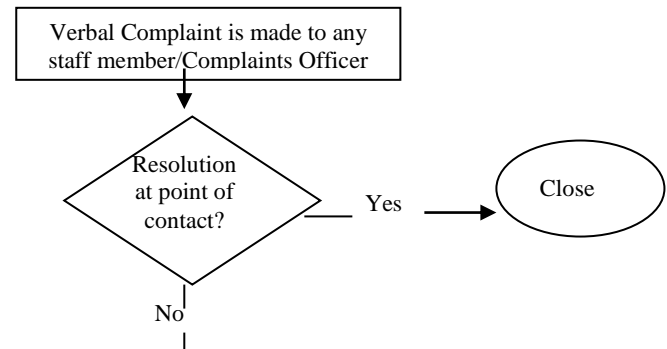 Verbal Complaint is made to any
staff member/Complaints Officer
Resolution
at point of
contact?
Yes
Close
No